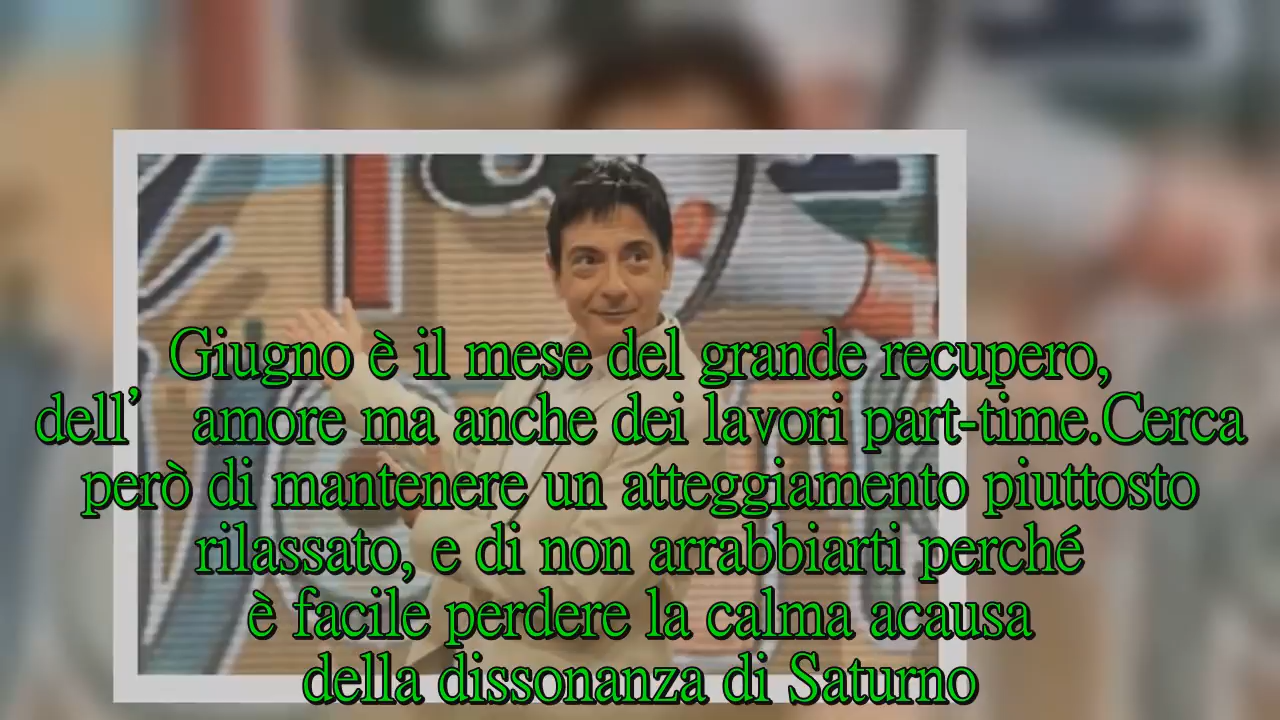 Giugno è il mese del grande recupero,
dell’ amore ma anche dei lavori part-time.Cerca
però di mantenere un atteggiamento piuttosto
rilassato, e di non arrabbiarti perché
è facile perdere la calma acausa
della dissonanza di Saturno